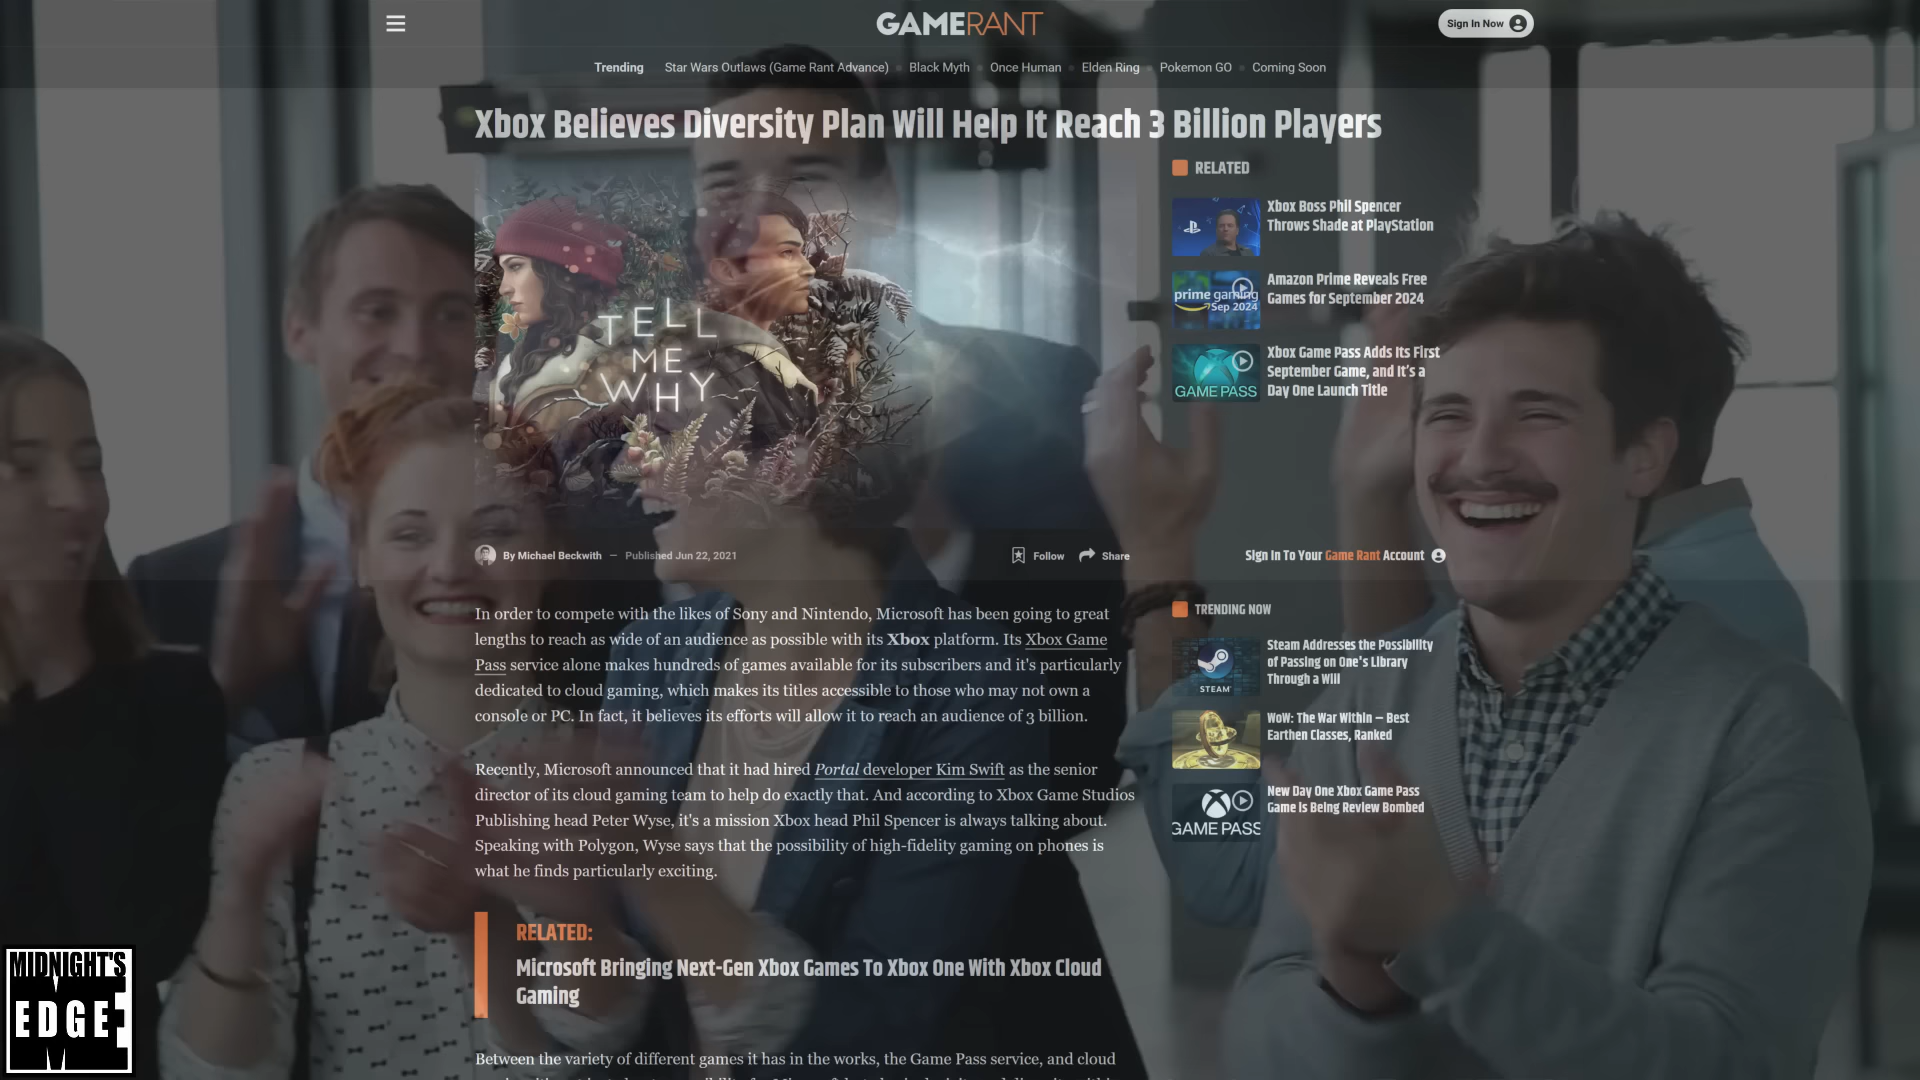 GAMERANT
Sign In Now
Trending
Star Wars Outlaws (Game Rant Advance)
Black Myth
Once Human
Elden Ring
Pokemon GO
Coming Soon
Xbox Believes Diversity Plan Will Help It Reach 3 Billion Players
TELL
ME
WHY
RELATED
Xbox Boss Phil Spencer
Throws Shade at PlayStation
prime gaming
Sep 2024
Amazon Prime Reveals Free
Games for September 2024
GAME PASS
Xbox Game Pass Adds Its First
September Game, and It's a
Day One Launch Title
By Michael Beckwith — Published Jun 22, 2021
Follow
Share
Sign In To Your Game Rant Account
In order to compete with the likes of Sony and Nintendo, Microsoft has been going to great
lengths to reach as wide of an audience as possible with its Xbox platform. Its Xbox Game
Pass service alone makes hundreds of games available for its subscribers and it's particularly
dedicated to cloud gaming, which makes its titles accessible to those who may not own a
console or PC. In fact, it believes its efforts will allow it to reach an audience of 3 billion.
Recently, Microsoft announced that it had hired Portal developer Kim Swift as the senior
director of its cloud gaming team to help do exactly that. And according to Xbox Game Studios
Publishing head Peter Wyse, it's a mission Xbox head Phil Spencer is always talking about.
Speaking with Polygon, Wyse says that the possibility of high-fidelity gaming on phones is
what he finds particularly exciting.
RELATED:
Microsoft Bringing Next-Gen Xbox Games To Xbox One With Xbox Cloud
Gaming
Between the variety of different games it has in the works, the Game Pass service, and cloud
TRENDING NOW
STEAM
Steam Addresses the Possibility
of Passing on One's Library
Through a Will
WoW: The War Within – Best
Earthen Classes, Ranked
GAME PASS
New Day One Xbox Game Pass
Game Is Being Review Bombed
MIDNIGHT'S
EDGE